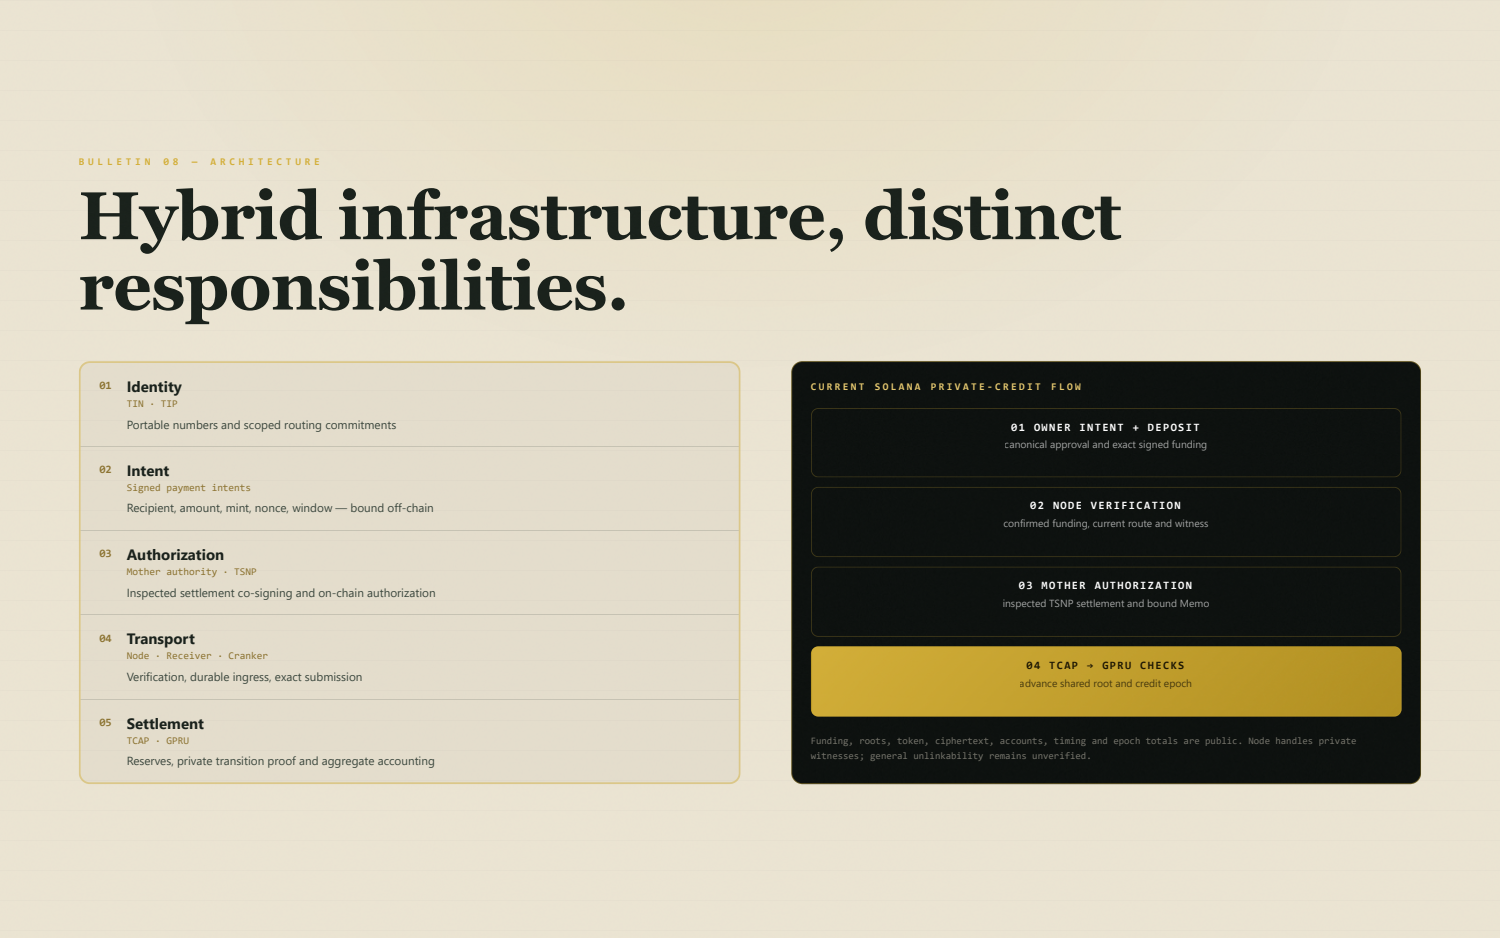 BULLETIN 08 — ARCHITECTURE
Hybrid infrastructure, distinct
responsibilities.
01 Identity
TIN · TIP
Portable numbers and scoped routing commitments
02 Intent
Signed payment intents
Recipient, amount, mint, nonce, window — bound off-chain
03 Authorization
Mother authority · TSNP
Inspected settlement co-signing and on-chain authorization
04 Transport
Node · Receiver · Cranker
Verification, durable ingress, exact submission
05 Settlement
TCAP · GPRU
Reserves, private transition proof and aggregate accounting
CURRENT SOLANA PRIVATE-CREDIT FLOW
01 OWNER INTENT + DEPOSIT
canonical approval and exact signed funding
02 NODE VERIFICATION
confirmed funding, current route and witness
03 MOTHER AUTHORIZATION
inspected TSNP settlement and bound Memo
04 TCAP → GPRU CHECKS
advance shared root and credit epoch
Funding, roots, token, ciphertext, accounts, timing and epoch totals are public. Node handles private
witnesses; general unlinkability remains unverified.